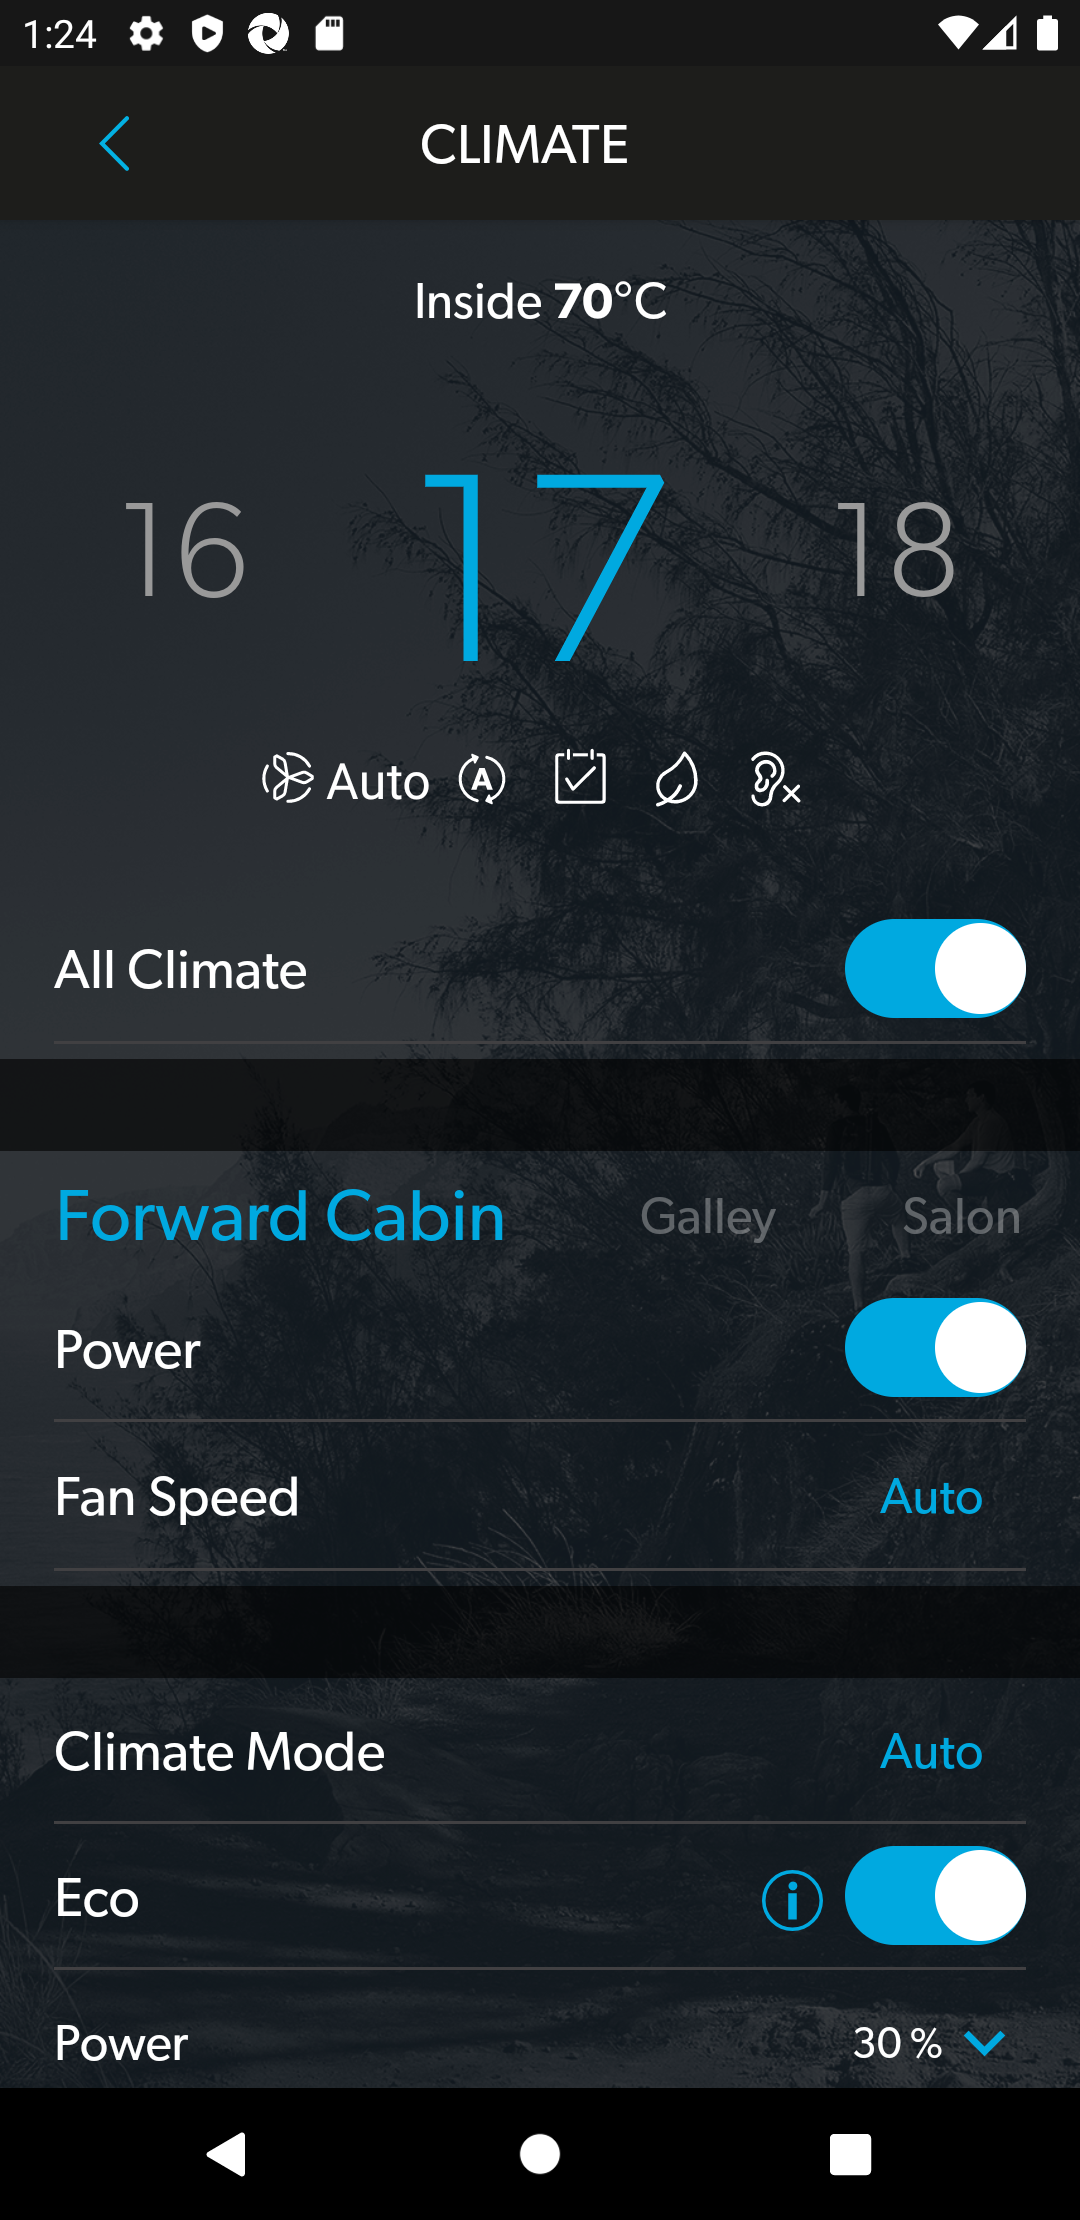 1:24
CLIMATE
Inside 70°C
16 17 18
Auto A
All Climate
Forward Cabin Galley Salon
Power
Fan Speed Auto
Climate Mode Auto
Eco i
Power 30 %